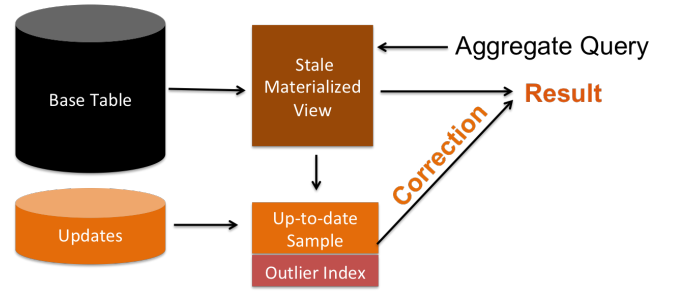 Base Table
Stale
Materialized
View
Aggregate Query
Result
Correction
Updates
Up-to-date
Sample
Outlier Index